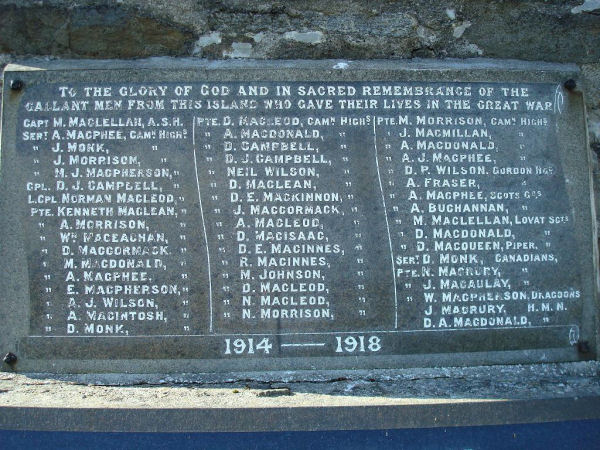 TO THE GLORY OF GOD AND IN SACRED REMEMBRANCE OF THE
GALLANT MEN FROM THIS ISLAND WHO GAVE THEIR LIVES IN THE GREAT WAR
CAPT M. MACLELLAN, A.S.H.
SERT A. MACPHEE, CAMN HIGHS
" J. MONK, "
" J. MORRISON, "
" M. J. MACPHERSON, "
CPL. D. J. CAMPBELL, "
L.CPL NORMAN MACLEOD, "
PTE. KENNETH MACLEAN, "
" A. MORRISON, "
" WM MACEACHAN, "
" D. MACCORMACK. "
" M. MACDONALD, "
" A. MACPHEE, "
" E. MACPHERSON, "
" A. J. WILSON, "
" A. MACINTOSH, "
" D. MONK, "
PTE. D. MACLEOD, CAMN HIGHS
" A. MACDONALD, "
" D. CAMPBELL, "
" D. J. CAMPBELL, "
" NEIL WILSON, "
" D. MACLEAN, "
" D. E. MACKINNON, "
" J. MACCORMACK, "
" A. MACLEOD, "
" D. MACISAAC, "
" D. E. MACINNES, "
" R. MACINNES, "
" M. JOHNSON, "
" D. MACLEOD, "
" N. MACLEOD, "
" N. MORRISON, "
PTE. M. MORRISON, CAMN HIGHS
" J. MACMILLAN, "
" A. MACDONALD, "
" A. J. MACPHEE, "
" D. P. WILSON. GORDON HGS
" A. FRASER, "
" A. MACPHEE, SCOTS GDS
" A. BUCHANNAN, "
" M. MACLELLAN, LOVAT SCTS
" D. MACDONALD, "
" D. MACQUEEN, PIPER, "
SERT D. MONK, CANADIANS,
PTE. N. MACRURY, "
" J. MACAULAY, "
" W. MACPHERSON, DRAGOONS
J. MACRURY, H.M.N.
D. A. MACDONALD, "
1914 — 1918